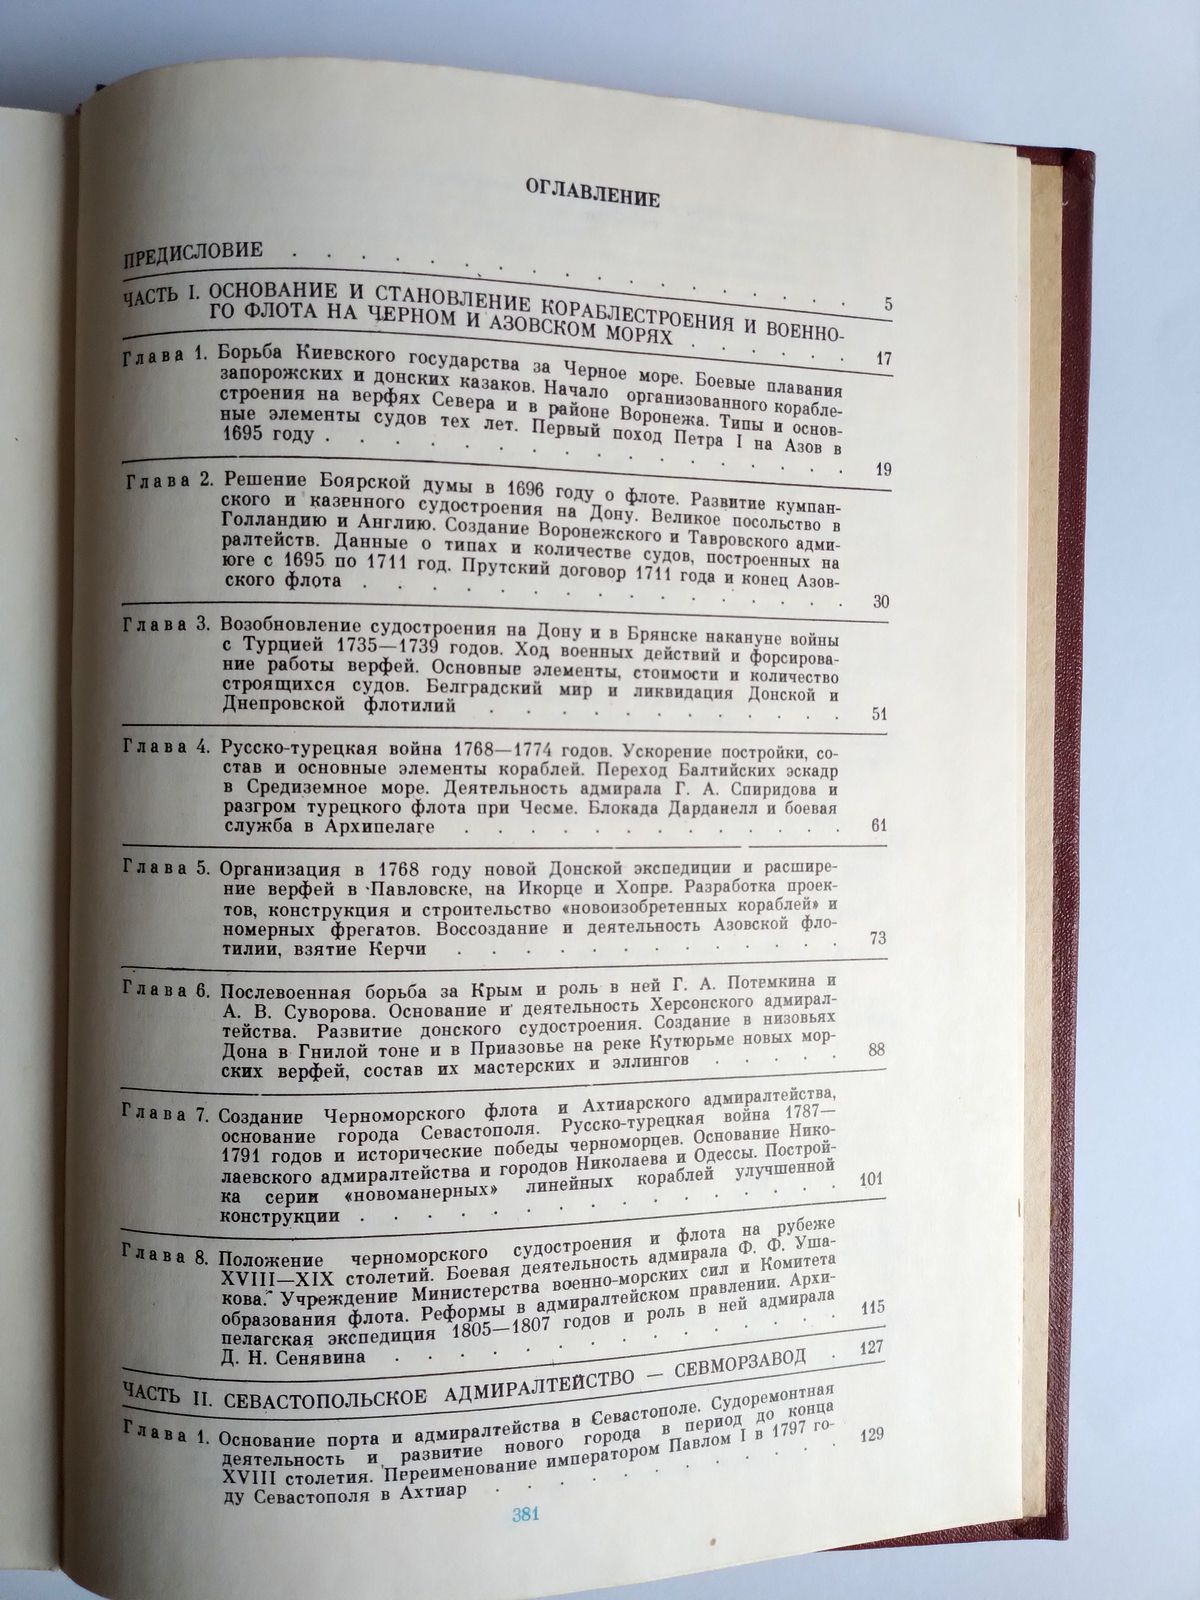 ОГЛАВЛЕНИЕ
ПРЕДИСЛОВИЕ . . . . . . . . . . . . . . . . . 5
ЧАСТЬ I. ОСНОВАНИЕ И СТАНОВЛЕНИЕ КОРАБЛЕСТРОЕНИЯ И ВОЕННО-
ГО ФЛОТА НА ЧЕРНОМ И АЗОВСКОМ МОРЯХ . . . . . . 17
Глава 1. Борьба Киевского государства за Черное море. Боевые плавания
запорожских и донских казаков. Начало организованного корабле-
строения на верфях Севера и в районе Воронежа. Типы и основ-
ные элементы судов тех лет. Первый поход Петра I на Азов в
1695 году . . . . . . . . . . . . . . . . 19
Глава 2. Решение Боярской думы в 1696 году о флоте. Развитие кумпан-
ского и казенного судостроения на Дону. Великое посольство в
Голландию и Англию. Создание Воронежского и Тавровского адми-
ралтейств. Данные о типах и количестве судов, построенных на
юге с 1695 по 1711 год. Прутский договор 1711 года и конец Азов-
ского флота . . . . . . . . . . . . . . . 30
Глава 3. Возобновление судостроения на Дону и в Брянске накануне войны
с Турцией 1735—1739 годов. Ход военных действий и форсирова-
ние работы верфей. Основные элементы, стоимости и количество
строящихся судов. Белградский мир и ликвидация Донской и
Днепровской флотилий . . . . . . . . . . . 51
Глава 4. Русско-турецкая война 1768—1774 годов. Ускорение постройки, со-
став и основные элементы кораблей. Переход Балтийских эскадр
в Средиземное море. Деятельность адмирала Г. А. Спиридова и
разгром турецкого флота при Чесме. Блокада Дарданелл и боевая
служба в Архипелаге . . . . . . . . . . . . 61
Глава 5. Организация в 1768 году новой Донской экспедиции и расшире-
ние верфей в Павловске, на Икорце и Хопре. Разработка проек-
тов, конструкция и строительство «новоизобретенных кораблей» и
номерных фрегатов. Воссоздание и деятельность Азовской фло-
тилии, взятие Керчи . . . . . . . . . . . . 73
Глава 6. Послевоенная борьба за Крым и роль в ней Г. А. Потемкина и
А. В. Суворова. Основание и деятельность Херсонского адмирал-
тейства. Развитие донского судостроения. Создание в низовьях
Дона в Гнилой тоне и в Приазовье на реке Кутюрьме новых мор-
ских верфей, состав их мастерских и эллингов . . . . . 88
Глава 7. Создание Черноморского флота и Ахтиарского адмиралтейства,
основание города Севастополя. Русско-турецкая война 1787—
1791 годов и исторические победы черноморцев. Основание Нико-
лаевского адмиралтейства и городов Николаева и Одессы. Построй-
ка серии «новоманерных» линейных кораблей улучшенной
конструкции . . . . . . . . . . . . . . . 101
Глава 8. Положение черноморского судостроения и флота на рубеже
XVIII—XIX столетий. Боевая деятельность адмирала Ф. Ф. Уша-
кова. Учреждение Министерства военно-морских сил и Комитета
образования флота. Реформы в адмиралтейском правлении. Архи-
пелагская экспедиция 1805—1807 годов и роль в ней адмирала
Д. Н. Сенявина . . . . . . . . . . . . . . 115
ЧАСТЬ II. СЕВАСТОПОЛЬСКОЕ АДМИРАЛТЕЙСТВО — СЕВМОРЗАВОД . 127
Глава 1. Основание порта и адмиралтейства в Севастополе. Судоремонтная
деятельность и развитие нового города в период до конца
XVIII столетия. Переименование императором Павлом I в 1797 го-
ду Севастополя в Ахтиар . . . . . . . . . . 129
381